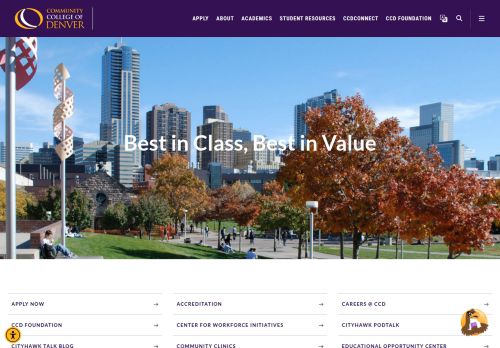 COMMUNITY
COLLEGE OF
DENVER
APPLY ABOUT ACADEMICS STUDENT RESOURCES CCDCONNECT CCD FOUNDATION
Best in Class, Best in Value
APPLY NOW ACCREDITATION CAREERS @ CCD
CCD FOUNDATION CENTER FOR WORKFORCE INITIATIVES CITYHAWK PODTALK
CITYHAWK TALK BLOG COMMUNITY CLINICS EDUCATIONAL OPPORTUNITY CENTER